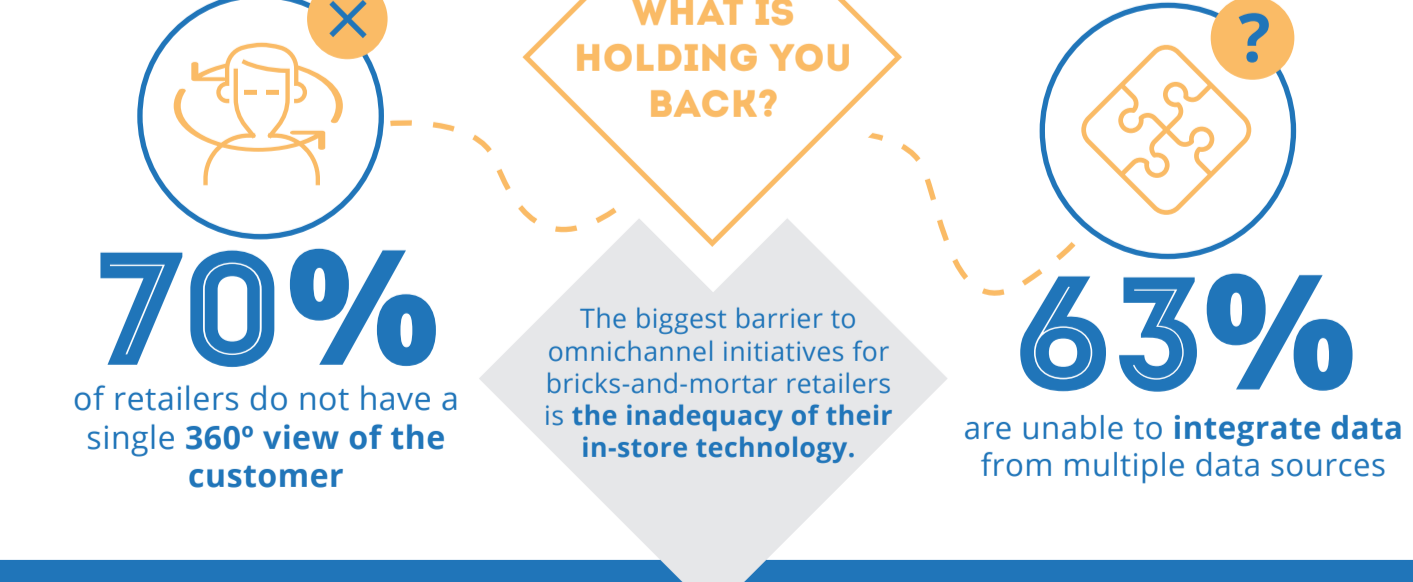 WHAT IS
HOLDING YOU
BACK?
?
70%
of retailers do not have a
single 360º view of the
customer
The biggest barrier to
omnichannel initiatives for
bricks-and-mortar retailers
is the inadequacy of their
in-store technology.
63%
are unable to integrate data
from multiple data sources